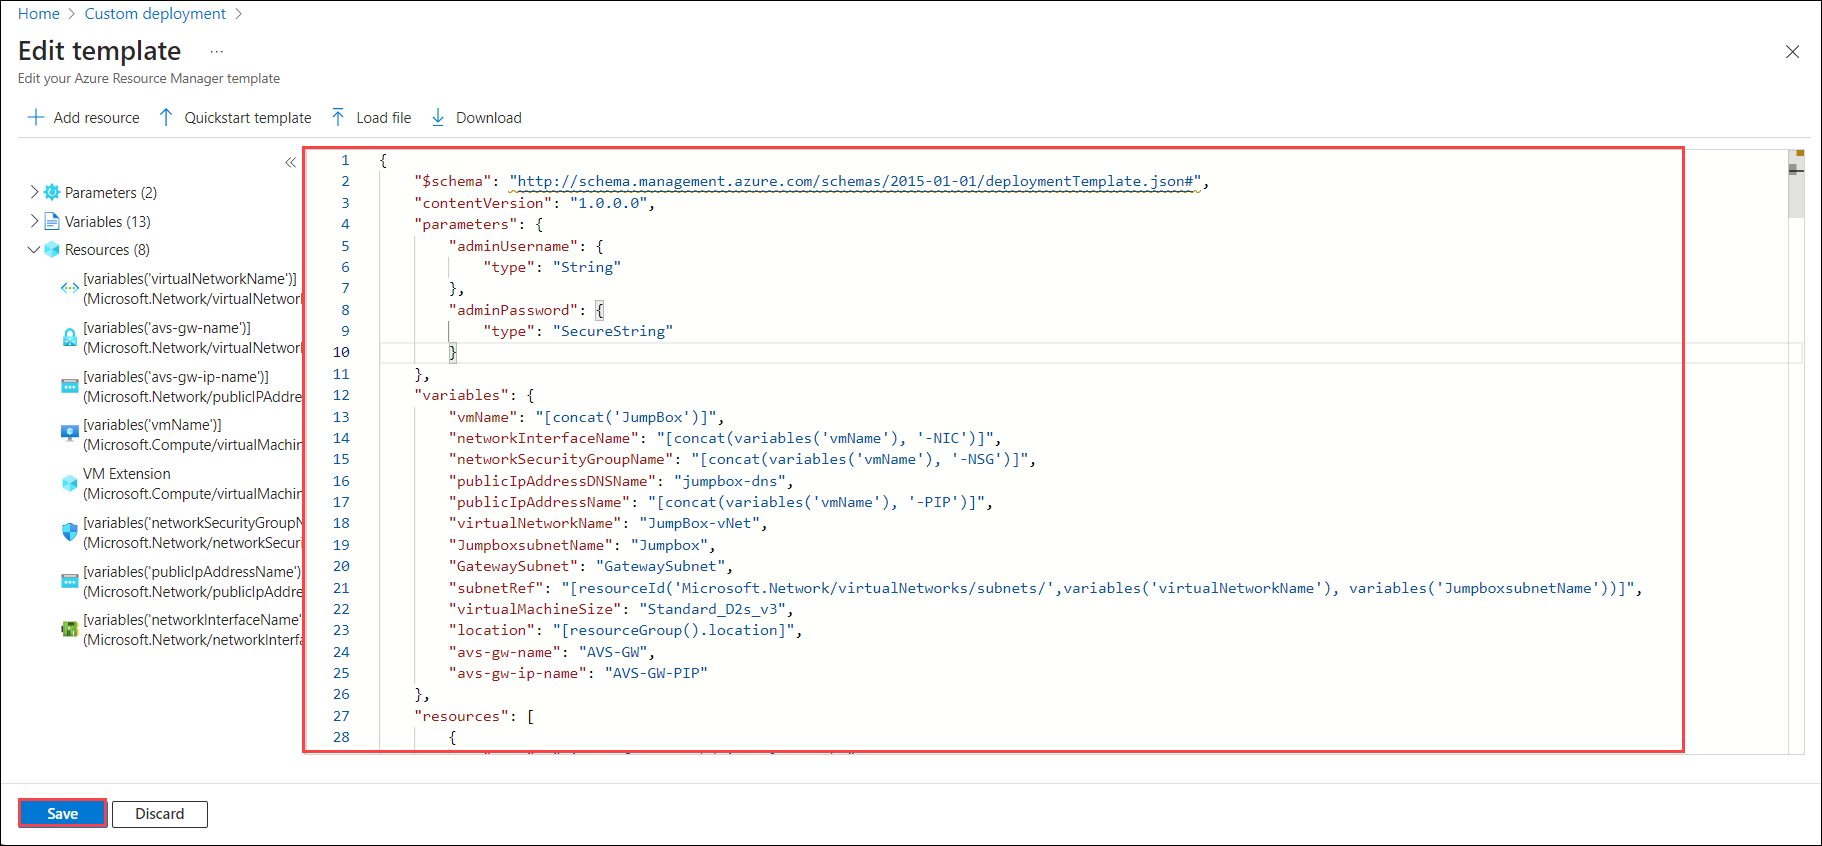 Home > Custom deployment >
Edit template ...
Edit your Azure Resource Manager template
Add resource Quickstart template Load file Download
«
Parameters (2)
Variables (13)
Resources (8)
[variables('virtualNetworkName')]
(Microsoft.Network/virtualNetwork
[variables('avs-gw-name')]
(Microsoft.Network/virtualNetwork
[variables('avs-gw-ip-name')]
(Microsoft.Network/publicIPAddre
[variables('vmName')]
(Microsoft.Compute/virtualMachin
VM Extension
(Microsoft.Compute/virtualMachin
[variables('networkSecurityGroupN
(Microsoft.Network/networkSecuri
[variables('publicIpAddressName')
(Microsoft.Network/publicIpAddre
[variables('networkInterfaceName'
(Microsoft.Network/networkInterfa
1 {
2 "$schema": "http://schema.management.azure.com/schemas/2015-01-01/deploymentTemplate.json#",
3 "contentVersion": "1.0.0.0",
4 "parameters": {
5 "adminUsername": {
6 "type": "String"
7 },
8 "adminPassword": {
9 "type": "SecureString"
10 }
11 },
12 "variables": {
13 "vmName": "[concat('JumpBox')]",
14 "networkInterfaceName": "[concat(variables('vmName'), '-NIC')]",
15 "networkSecurityGroupName": "[concat(variables('vmName'), '-NSG')]",
16 "publicIpAddressDNSName": "jumpbox-dns",
17 "publicIpAddressName": "[concat(variables('vmName'), '-PIP')]",
18 "virtualNetworkName": "JumpBox-vNet",
19 "JumpboxsubnetName": "Jumpbox",
20 "GatewaySubnet": "GatewaySubnet",
21 "subnetRef": "[resourceId('Microsoft.Network/virtualNetworks/subnets/',variables('virtualNetworkName'), variables('JumpboxsubnetName'))]",
22 "virtualMachineSize": "Standard_D2s_v3",
23 "location": "[resourceGroup().location]",
24 "avs-gw-name": "AVS-GW",
25 "avs-gw-ip-name": "AVS-GW-PIP"
26 },
27 "resources": [
28 {
Save Discard